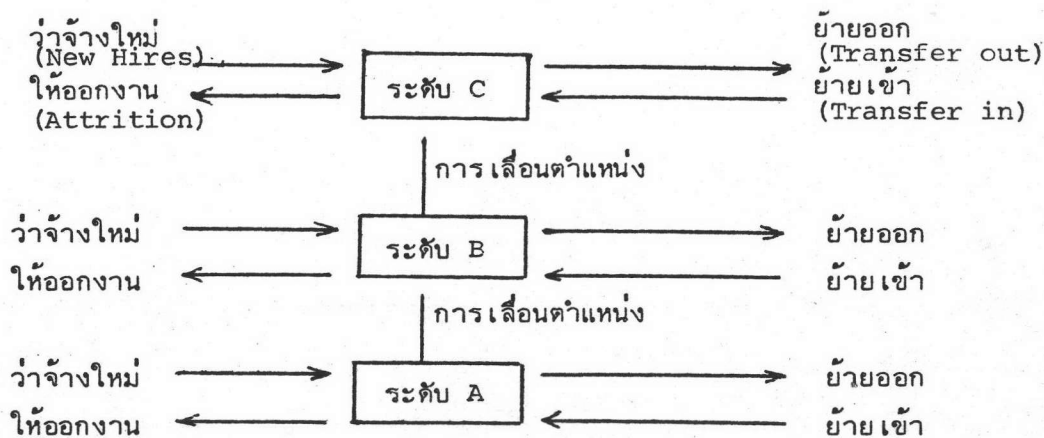 ว่าจ้างใหม่
(New Hires)
ให้ออกงาน
(Attrition)
ระดับ C
ย้ายออก
(Transfer out)
ย้ายเข้า
(Transfer in)
การเลื่อนตำแหน่ง
ว่าจ้างใหม่
ให้ออกงาน
ระดับ B
ย้ายออก
ย้ายเข้า
การเลื่อนตำแหน่ง
ว่าจ้างใหม่
ให้ออกงาน
ระดับ A
ย้ายออก
ย้ายเข้า